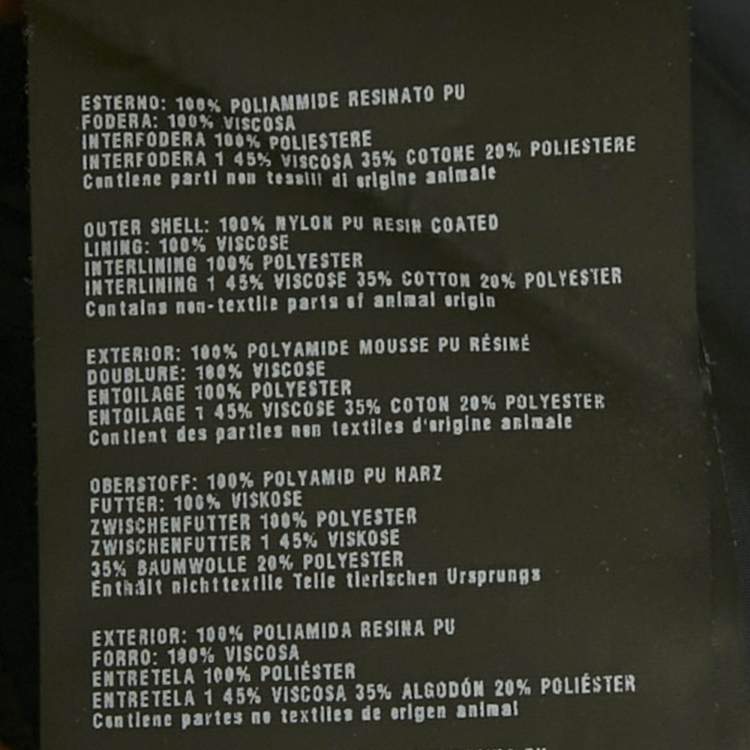 ESTERNO: 100% POLIAMMIDE RESINATO PU
FODERA: 100% VISCOSA
INTERFODERA 100% POLIESTERE
INTERFODERA 1 45% VISCOSA 35% COTONE 20% POLIESTERE
Contiene parti non tessili di origine animale
OUTER SHELL: 100% NYLON PU RESIN COATED
LINING: 100% VISCOSE
INTERLINING 100% POLYESTER
INTERLINING 1 45% VISCOSE 35% COTTON 20% POLYESTER
Contains non-textile parts of animal origin
EXTERIOR: 100% POLYAMIDE MOUSSE PU RÉSINÉ
DOUBLURE: 100% VISCOSE
ENTOILAGE 100% POLYESTER
ENTOILAGE 1 45% VISCOSE 35% COTON 20% POLYESTER
Contient des parties non textiles d'origine animale
OBERSTOFF: 100% POLYAMID PU HARZ
FUTTER: 100% VISKOSE
ZWISCHENFUTTER 100% POLYESTER
ZWISCHENFUTTER 1 45% VISKOSE
35% BAUMWOLLE 20% POLYESTER
Enthält nichttextile Teile tierischen Ursprungs
EXTERIOR: 100% POLIAMIDA RESINA PU
FORRO: 100% VISCOSA
ENTRETELA 100% POLIÉSTER
ENTRETELA 1 45% VISCOSA 35% ALGODÓN 20% POLIÉSTER
Contiene partes no textiles de origen animal